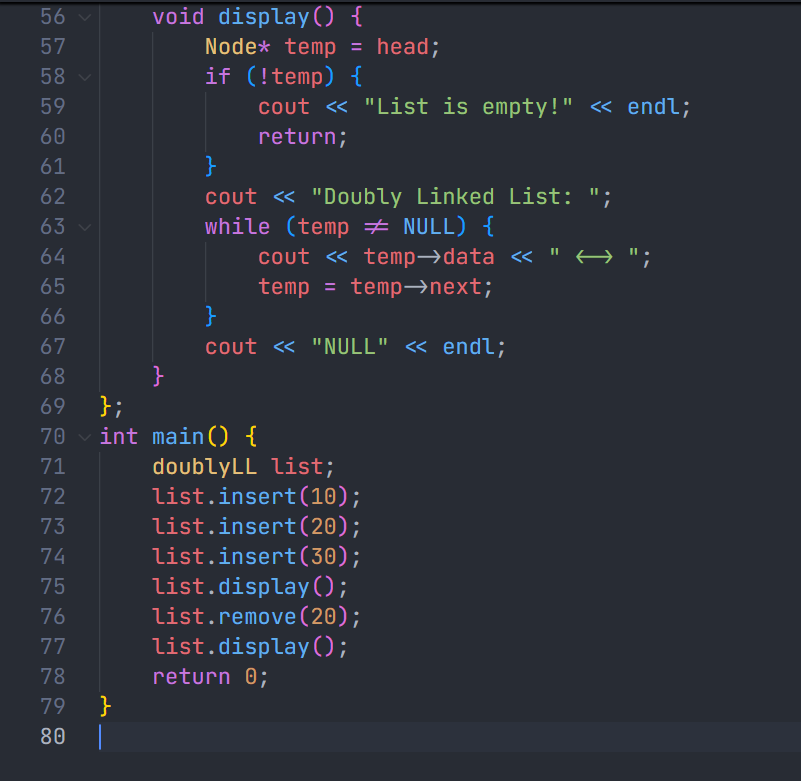 56 void display() {
57 Node* temp = head;
58 if (!temp) {
59 cout << "List is empty!" << endl;
60 return;
61 }
62 cout << "Doubly Linked List: ";
63 while (temp != NULL) {
64 cout << temp->data << " <-> ";
65 temp = temp->next;
66 }
67 cout << "NULL" << endl;
68 }
69 };
70 int main() {
71 doublyLL list;
72 list.insert(10);
73 list.insert(20);
74 list.insert(30);
75 list.display();
76 list.remove(20);
77 list.display();
78 return 0;
79 }
80